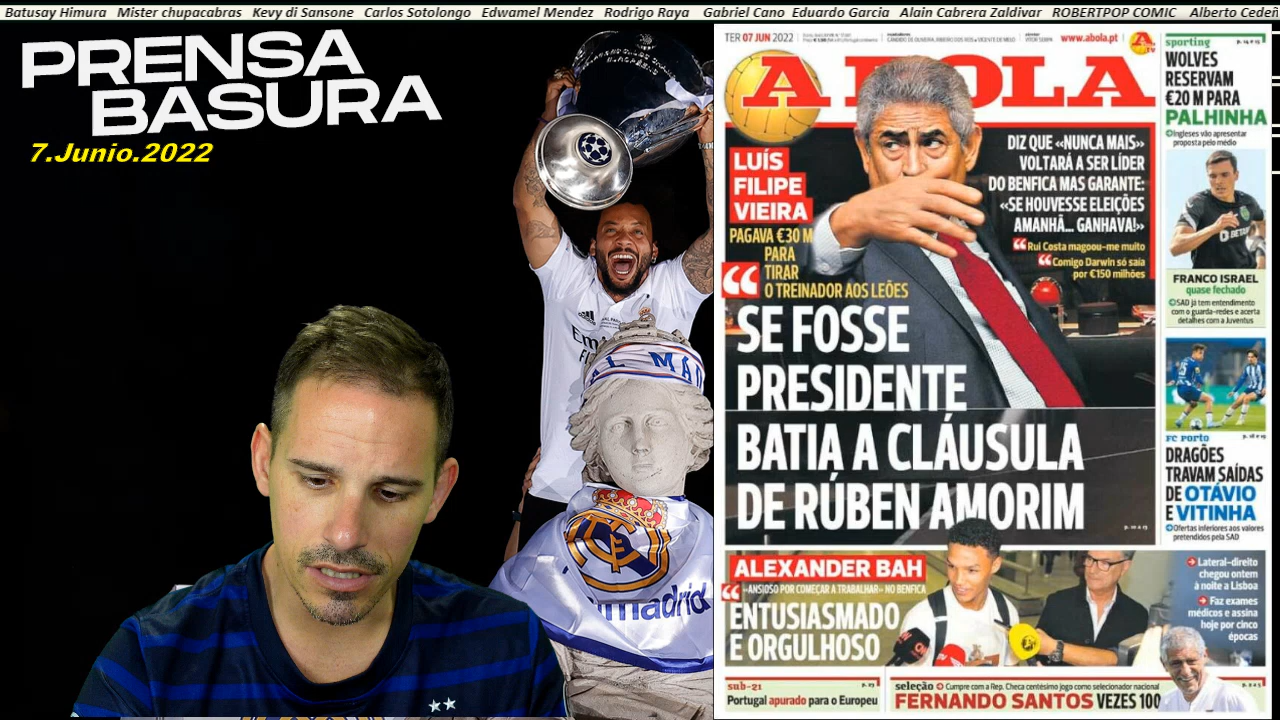 Batusay Himura Mister chupacabras Kevy di Sansone Carlos Sotolongo Edwamel Mendez Rodrigo Raya Gabriel Cano Eduardo Garcia Alain Cabrera Zaldivar ROBERTPOP COMIC Alberto Cedeñ
PRENSA
BASURA
7.Junio.2022
AL MAD
madrid
TER 07 JUN 2022
www.abola.pt
A BOLA
TV
LUÍS
FILIPE
VIEIRA
DIZ QUE «NUNCA MAIS»
VOLTARÁ A SER LÍDER
DO BENFICA MAS GARANTE:
«SE HOUVESSE ELEIÇÕES
AMANHÃ... GANHAVA!»
Rui Costa magoou-me muito
Comigo Darwin só saía
por €150 milhões
PAGAVA €30 M
PARA
TIRAR
O TREINADOR AOS LEÕES
SE FOSSE
PRESIDENTE
BATIA A CLÁUSULA
DE RÚBEN AMORIM
ALEXANDER BAH
«ANSIOSO POR COMEÇAR A TRABALHAR» NO BENFICA
ENTUSIASMADO
E ORGULHOSO
Lateral-direito
chegou ontem
à noite a Lisboa
Faz exames
médicos e assina
hoje por cinco
épocas
sub-21
Portugal apurado para o Europeu
seleção Cumpre com a Rep. Checa centésimo jogo como selecionador nacional
FERNANDO SANTOS VEZES 100
sporting
WOLVES
RESERVAM
€20 M PARA
PALHINHA
Ingleses vão apresentar
proposta pelo médio
FRANCO ISRAEL
quase fechado
SAD já tem entendimento
com o guarda-redes e acerta
detalhes com a Juventus
FC Porto
DRAGÕES
TRAVAM SAÍDAS
DE OTÁVIO
E VITINHA
Ofertas inferiores aos valores
pretendidos pela SAD